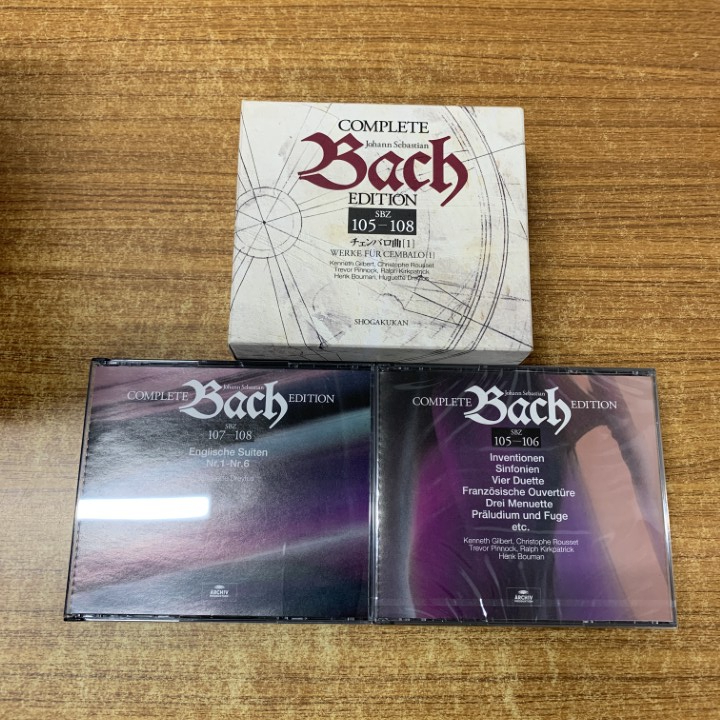 COMPLETE
Johann Sebastian
Bach
EDITION
SBZ
105—108
チェンバロ曲[1]
WERKE FÜR CEMBALO[1]
Kenneth Gilbert, Christophe Rousset
Trevor Pinnock, Ralph Kirkpatrick
Henk Bouman, Huguette Dreyfus
SHOGAKUKAN
Johann Sebastian
COMPLETE Bach EDITION
SBZ
107—108
Englische Suiten
Nr.1-Nr.6
Huguette Dreyfus
ARCHIV
PRODUKTION
Johann Sebastian
COMPLETE Bach EDITION
SBZ
105—106
Inventionen
Sinfonien
Vier Duette
Französische Ouvertüre
Drei Menuette
Präludium und Fuge
etc.
Kenneth Gilbert, Christophe Rousset
Trevor Pinnock, Ralph Kirkpatrick
Henk Bouman
ARCHIV
PRODUKTION